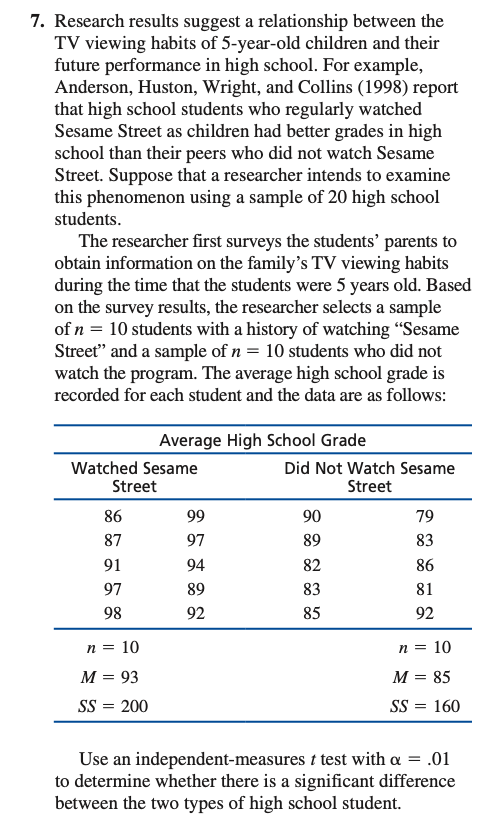 7. Research results suggest a relationship between the
TV viewing habits of 5-year-old children and their
future performance in high school. For example,
Anderson, Huston, Wright, and Collins (1998) report
that high school students who regularly watched
Sesame Street as children had better grades in high
school than their peers who did not watch Sesame
Street. Suppose that a researcher intends to examine
this phenomenon using a sample of 20 high school
students.
The researcher first surveys the students’ parents to
obtain information on the family’s TV viewing habits
during the time that the students were 5 years old. Based
on the survey results, the researcher selects a sample
of n = 10 students with a history of watching “Sesame
Street” and a sample of n = 10 students who did not
watch the program. The average high school grade is
recorded for each student and the data are as follows:
Average High School Grade
Watched Sesame Did Not Watch Sesame
Street Street
86 99 90 79
87 97 89 83
91 94 82 86
97 89 83 81
98 92 85 92
n = 10 n = 10
M = 93 M = 85
SS = 200 SS = 160
Use an independent-measures t test with α = .01
to determine whether there is a significant difference
between the two types of high school student.